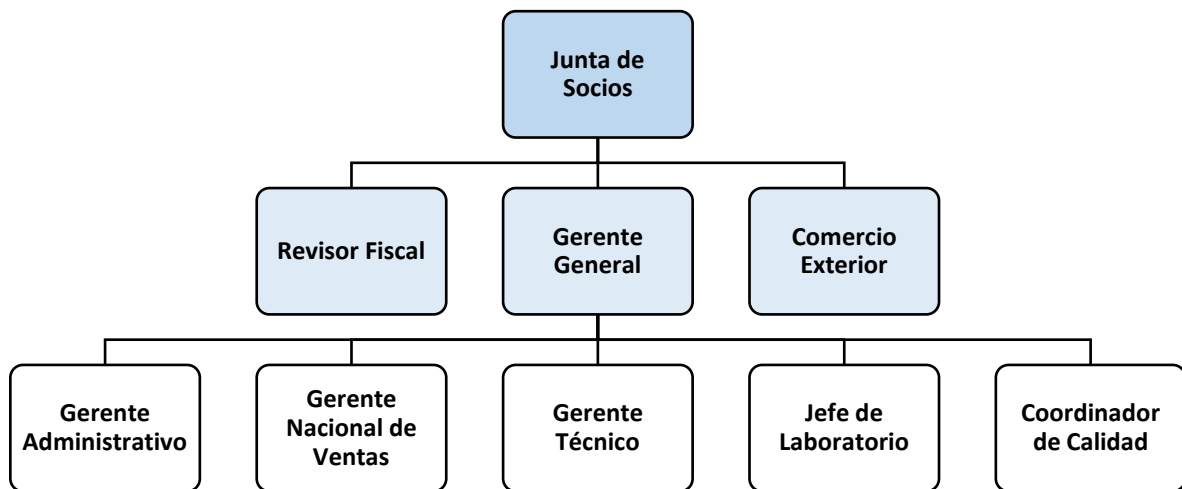 Junta de
Socios
Revisor Fiscal
Gerente
General
Comercio
Exterior
Gerente
Administrativo
Gerente
Nacional de
Ventas
Gerente
Técnico
Jefe de
Laboratorio
Coordinador
de Calidad